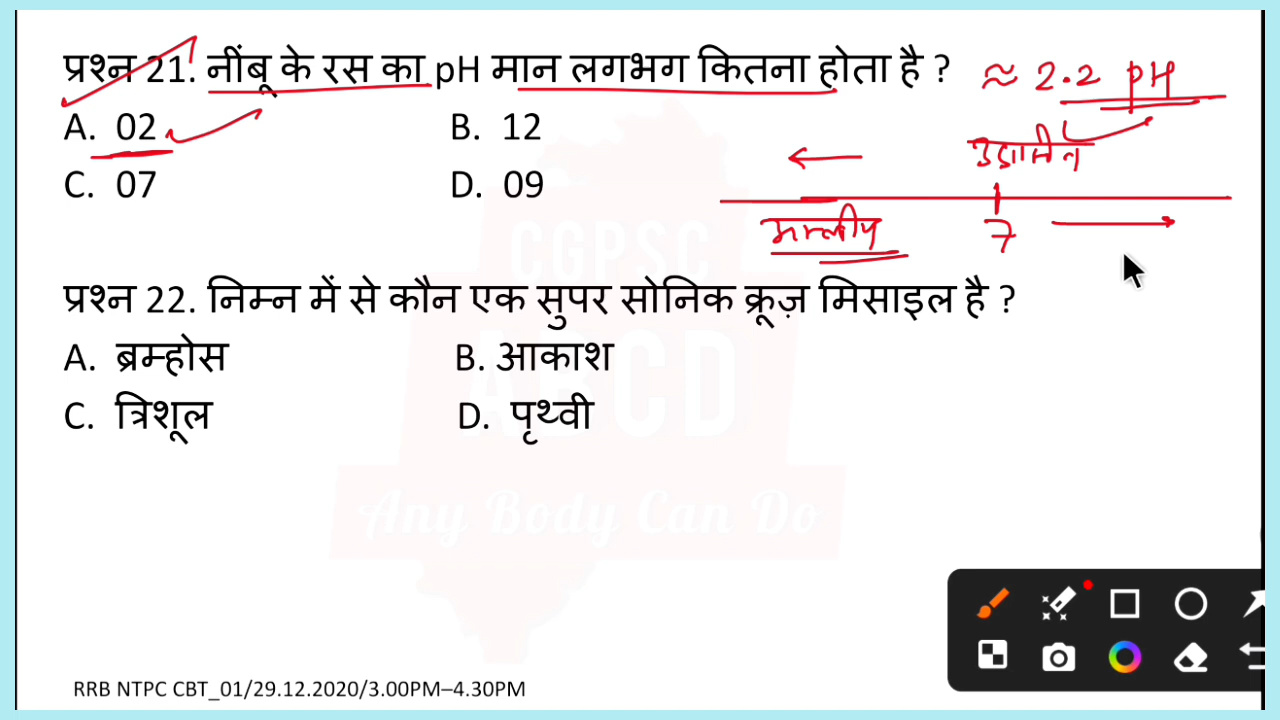 प्रश्न 21. नींबू के रस का pH मान लगभग कितना होता है ? ≈ 2.2 pH
A. 02 B. 12
उदासीन
C. 07 D. 09
अम्लीय 7
CGPSC
प्रश्न 22. निम्न में से कौन एक सुपर सोनिक क्रूज़ मिसाइल है ?
A. ब्रम्होस B. आकाश
ABCD
C. त्रिशूल D. पृथ्वी
Any Body Can Do
RRB NTPC CBT_01/29.12.2020/3.00PM–4.30PM